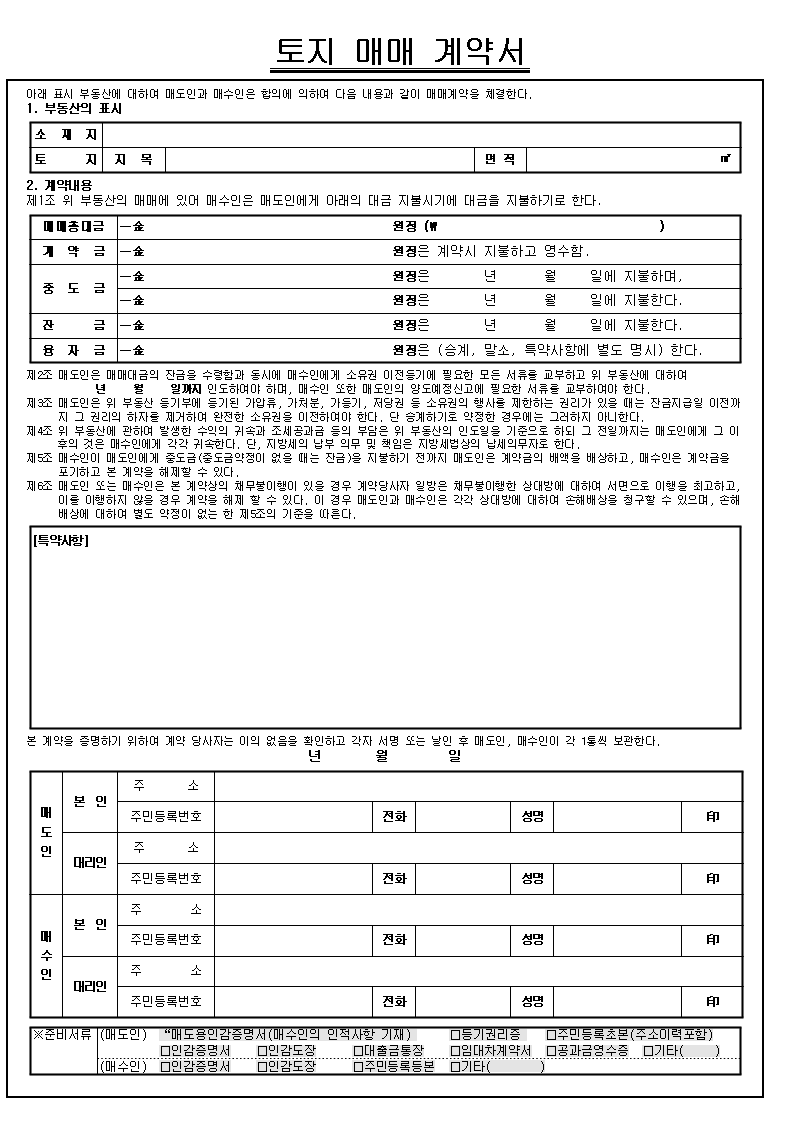 토지 매매 계약서
아래 표시 부동산에 대하여 매도인과 매수인은 합의에 의하여 다음 내용과 같이 매매계약을 체결한다.
1. 부동산의 표시
소 재 지
토 지 지 목 면 적 ㎡
2. 계약내용
제1조 위 부동산의 매매에 있어 매수인은 매도인에게 아래의 대금 지불시기에 대금을 지불하기로 한다.
매매총대금 一金 원정 (₩ )
계 약 금 一金 원정은 계약시 지불하고 영수함.
중 도 금 一金 원정은 년 월 일에 지불하며,
一金 원정은 년 월 일에 지불한다.
잔 금 一金 원정은 년 월 일에 지불한다.
융 자 금 一金 원정은 (승계, 말소, 특약사항에 별도 명시) 한다.
제2조 매도인은 매매대금의 잔금을 수령함과 동시에 매수인에게 소유권 이전등기에 필요한 모든 서류를 교부하고 위 부동산에 대하여
년 월 일까지 인도하여야 하며, 매수인 또한 매도인의 양도예정신고에 필요한 서류를 교부하여야 한다.
제3조 매도인은 위 부동산 등기부에 등기된 가압류, 가처분, 가등기, 저당권 등 소유권의 행사를 제한하는 권리가 있을 때는 잔금지급일 이전까
지 그 권리의 하자를 제거하여 완전한 소유권을 이전하여야 한다. 단 승계하기로 약정한 경우에는 그러하지 아니한다.
제4조 위 부동산에 관하여 발생한 수익의 귀속과 조세공과금 등의 부담은 위 부동산의 인도일을 기준으로 하되 그 전일까지는 매도인에게 그 이
후의 것은 매수인에게 각각 귀속한다. 단, 지방세의 납부 의무 및 책임은 지방세법상의 납세의무자로 한다.
제5조 매수인이 매도인에게 중도금(중도금약정이 없을 때는 잔금)을 지불하기 전까지 매도인은 계약금의 배액을 배상하고, 매수인은 계약금을
포기하고 본 계약을 해제할 수 있다.
제6조 매도인 또는 매수인은 본 계약상의 채무불이행이 있을 경우 계약당사자 일방은 채무불이행한 상대방에 대하여 서면으로 이행을 최고하고,
이를 이행하지 않을 경우 계약을 해제 할 수 있다. 이 경우 매도인과 매수인은 각각 상대방에 대하여 손해배상을 청구할 수 있으며, 손해
배상에 대하여 별도 약정이 없는 한 제5조의 기준을 따른다.
[특약사항]
본 계약을 증명하기 위하여 계약 당사자는 이의 없음을 확인하고 각자 서명 또는 날인 후 매도인, 매수인이 각 1통씩 보관한다.
년 월 일
매도인 본 인 주 소
주민등록번호 전화 성명 印
대리인 주 소
주민등록번호 전화 성명 印
매수인 본 인 주 소
주민등록번호 전화 성명 印
대리인 주 소
주민등록번호 전화 성명 印
※준비서류 (매도인) “매도용인감증명서(매수인의 인적사항 기재) □등기권리증 □주민등록초본(주소이력포함)
□인감증명서 □인감도장 □대출금통장 □임대차계약서 □공과금영수증 □기타( )
(매수인) □인감증명서 □인감도장 □주민등록등본 □기타( )